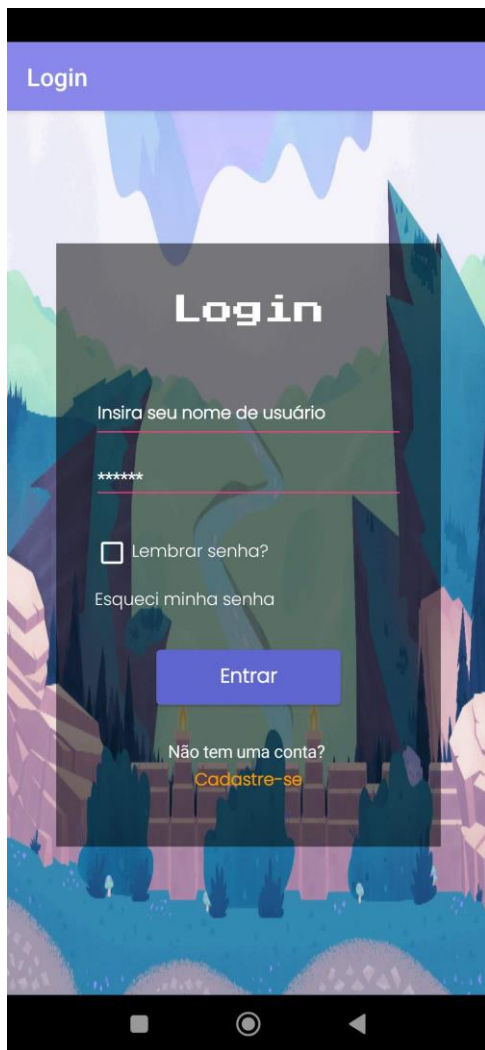 Login
Login
Insira seu nome de usuário
******
Lembrar senha?
Esqueci minha senha
Entrar
Não tem uma conta?
Cadastre-se